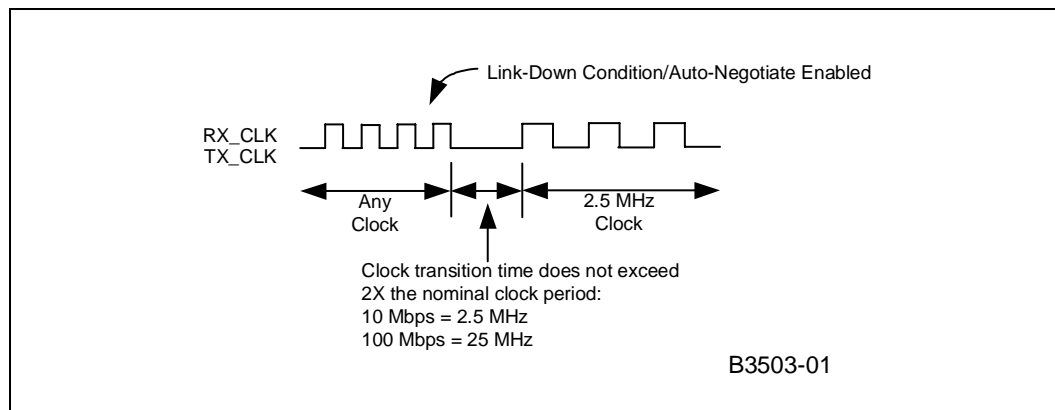 Link-Down Condition/Auto-Negotiate Enabled
RX_CLK
TX_CLK
Any
Clock
2.5 MHz
Clock
Clock transition time does not exceed
2X the nominal clock period:
10 Mbps = 2.5 MHz
100 Mbps = 25 MHz
B3503-01